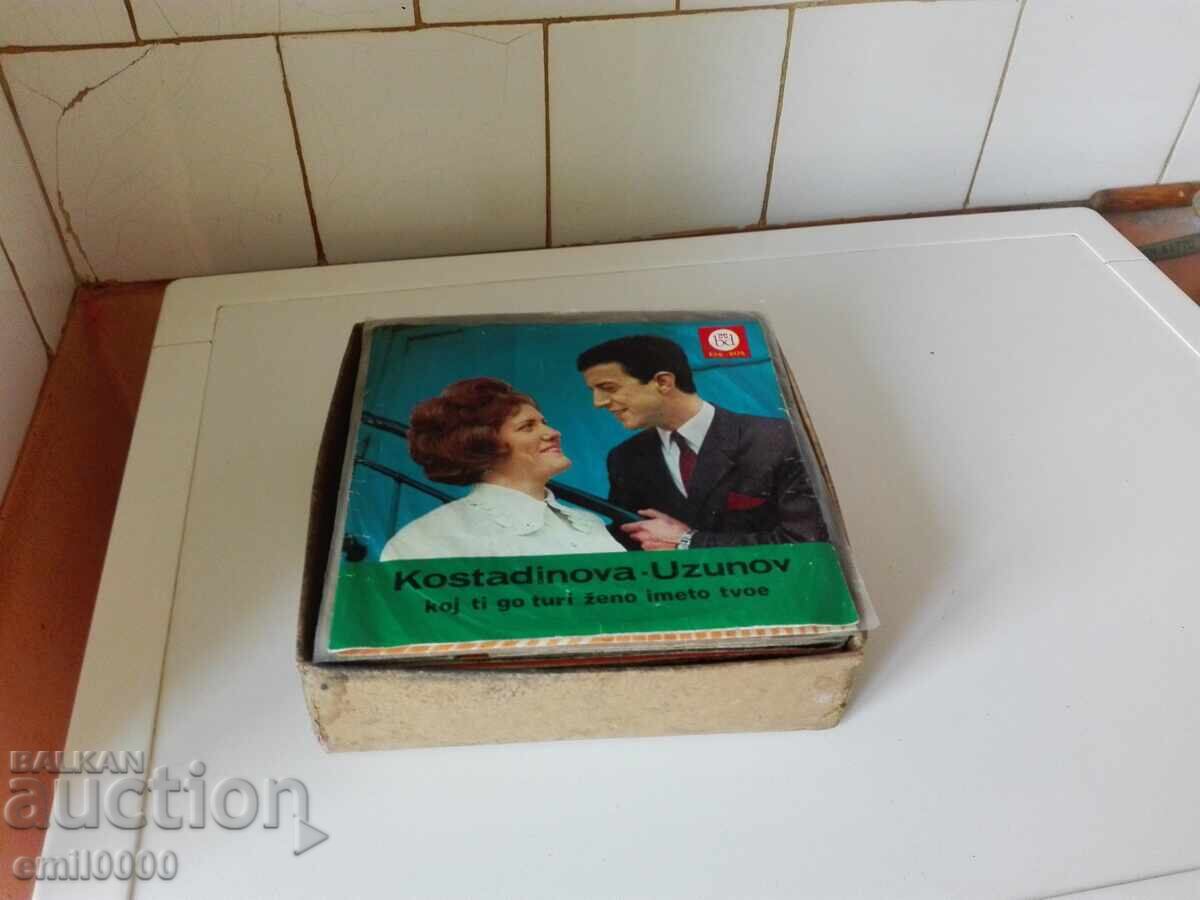 Kostadinova-Uzunov
koj ti go turi ženo imeto tvoe
BALKAN
auction
emil0000